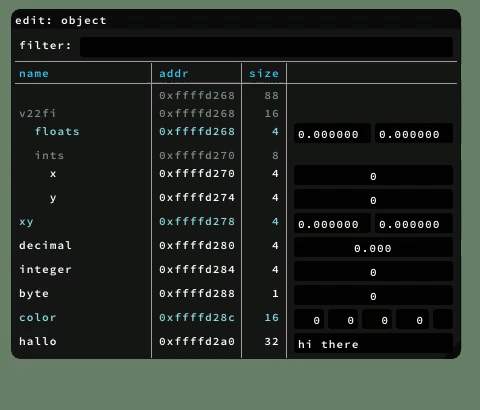 edit: object
filter:
name addr size
0xffffd268 88
v22fi 0xffffd268 16
floats 0xffffd268 4 0.000000 0.000000
ints 0xffffd270 8
x 0xffffd270 4 0
y 0xffffd274 4 0
xy 0xffffd278 4 0.000000 0.000000
decimal 0xffffd280 4 0.000
integer 0xffffd284 4 0
byte 0xffffd288 1 0
color 0xffffd28c 16 0 0 0 0
hallo 0xffffd2a0 32 hi there